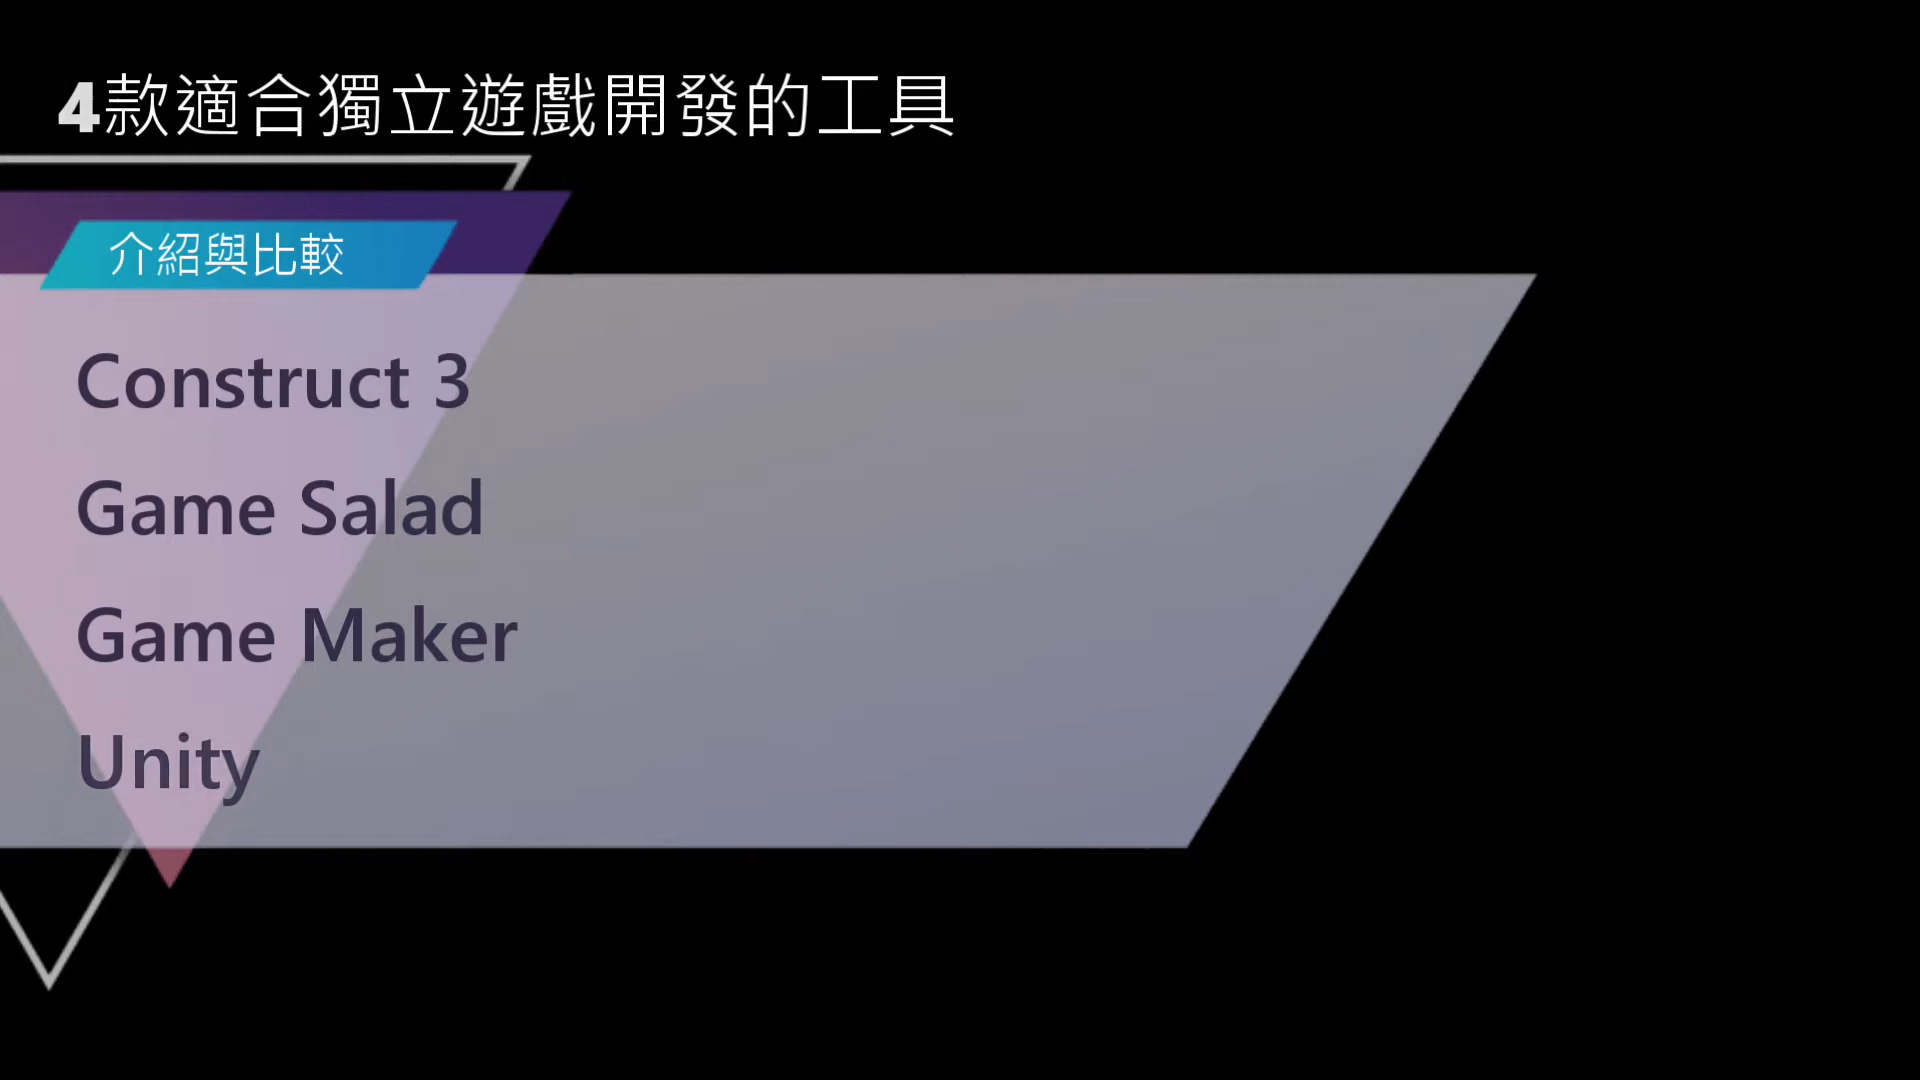 4款適合獨立遊戲開發的工具
介紹與比較
Construct 3
Game Salad
Game Maker
Unity